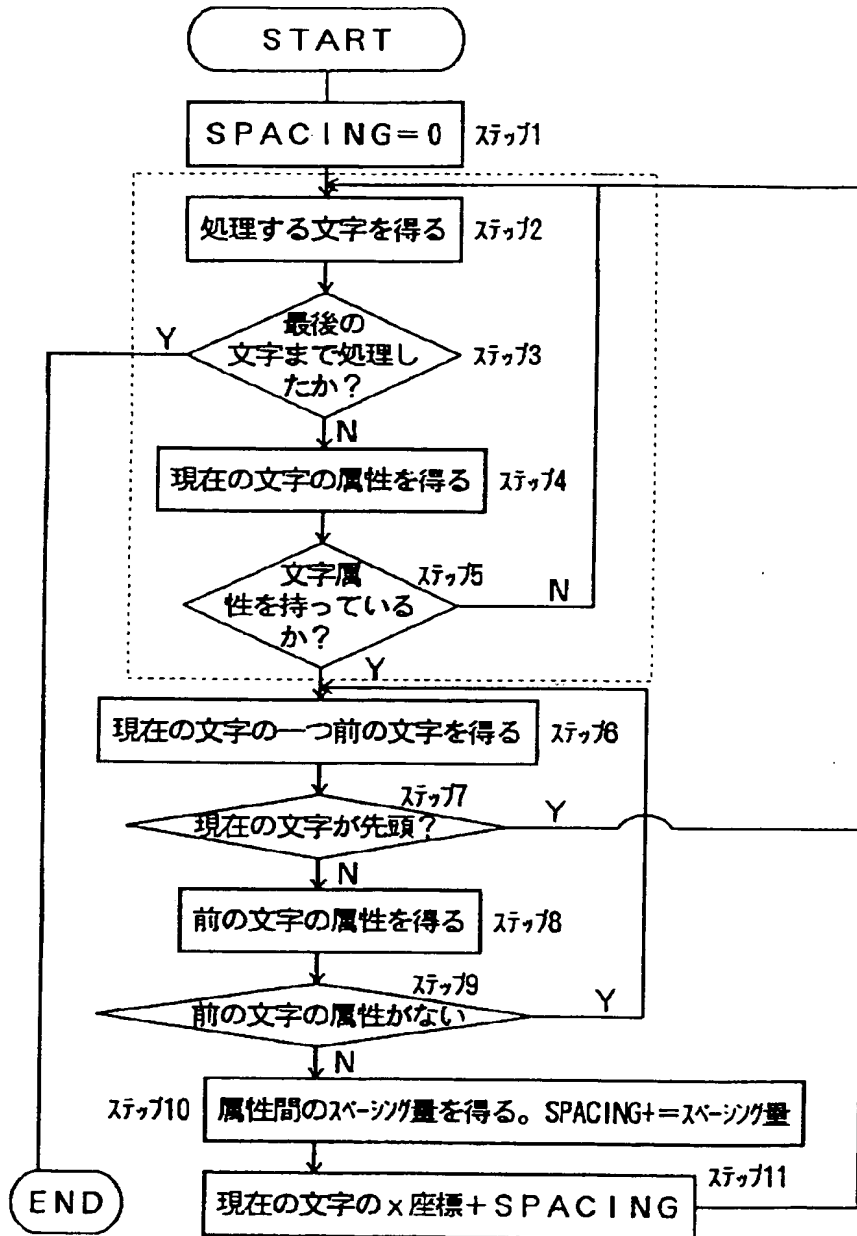 START
SPACING=0 ステップ1
処理する文字を得る ステップ2
Y
最後の
文字まで処理し
たか?
ステップ3
N
現在の文字の属性を得る ステップ4
文字属
性を持っている
か?
ステップ5
N
Y
現在の文字の一つ前の文字を得る ステップ6
ステップ7
現在の文字が先頭?
Y
N
前の文字の属性を得る ステップ8
ステップ9
前の文字の属性がない
Y
N
ステップ10 属性間のスペーシング量を得る。SPACING+=スペーシング量
ステップ11
現在の文字のx座標+SPACING
END